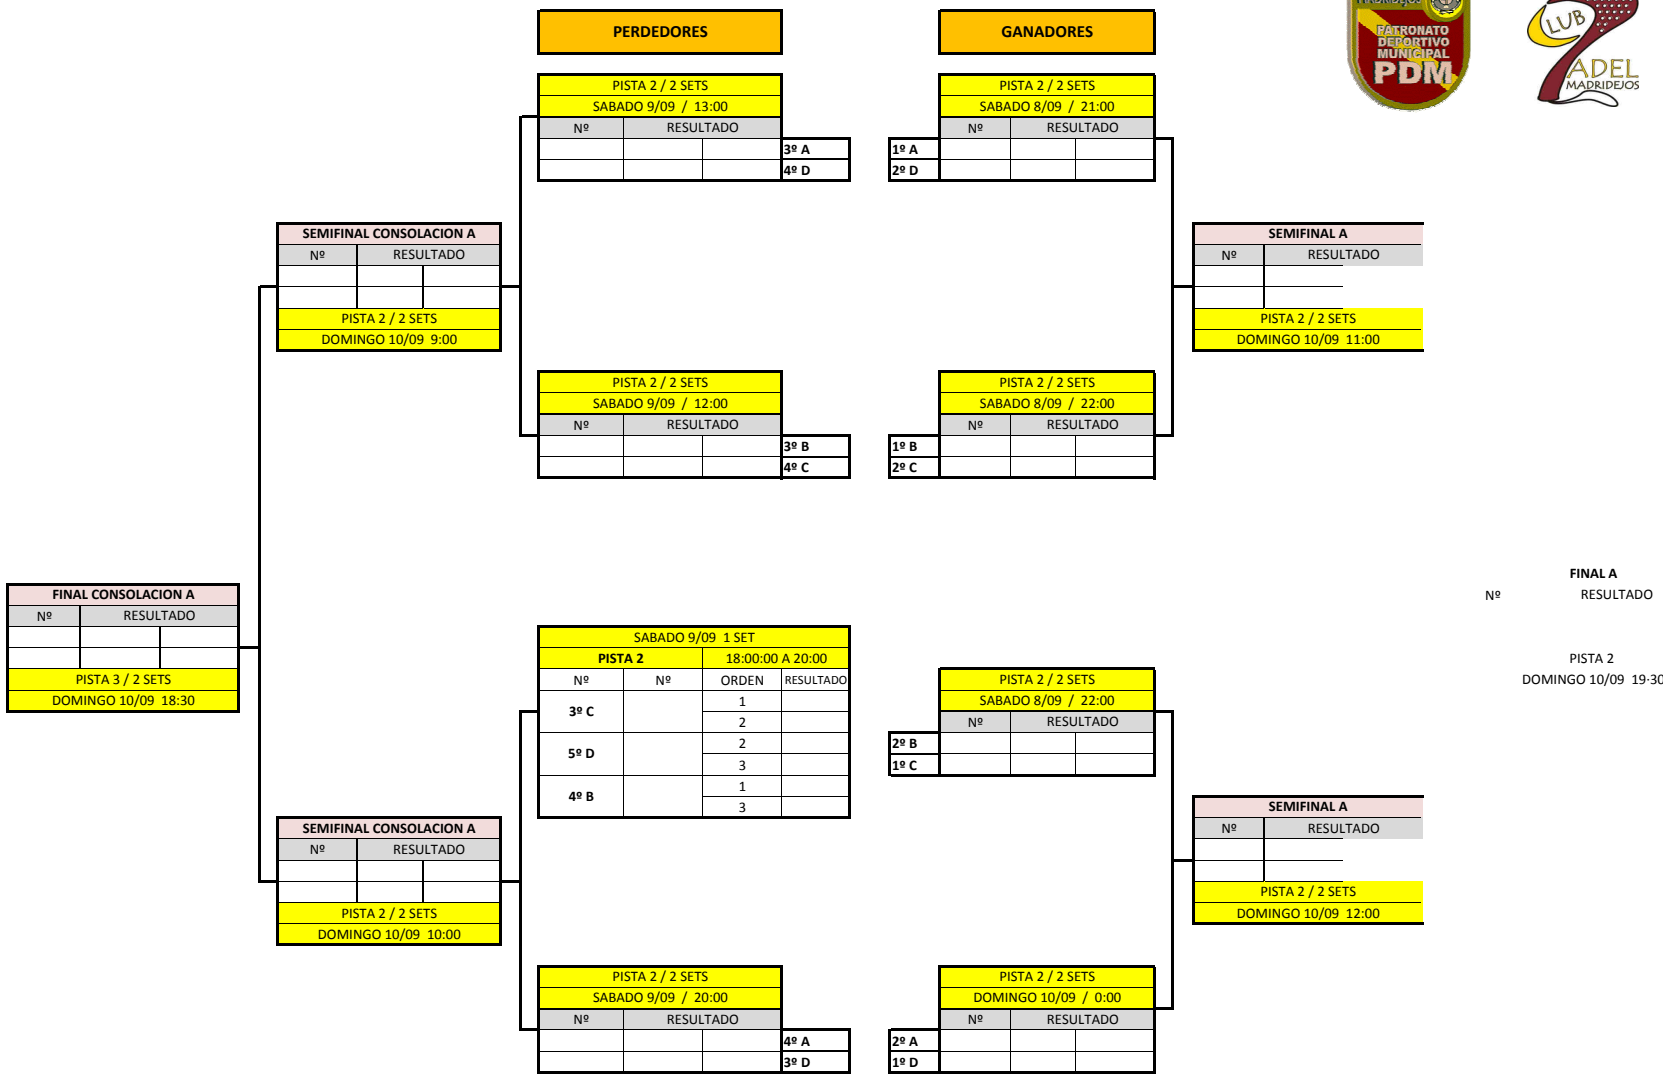 PERDEDORES
GANADORES
PATRONATO
DEPORTIVO
MUNICIPAL
PDM
CLUB
PADEL
MADRIDEJOS
PISTA 2 / 2 SETS
SABADO 9/09 / 13:00
Nº RESULTADO
3º A
4º D
PISTA 2 / 2 SETS
SABADO 8/09 / 21:00
Nº RESULTADO
1º A
2º D
SEMIFINAL CONSOLACION A
Nº RESULTADO
PISTA 2 / 2 SETS
DOMINGO 10/09 9:00
SEMIFINAL A
Nº RESULTADO
PISTA 2 / 2 SETS
DOMINGO 10/09 11:00
PISTA 2 / 2 SETS
SABADO 9/09 / 12:00
Nº RESULTADO
3º B
4º C
PISTA 2 / 2 SETS
SABADO 8/09 / 22:00
Nº RESULTADO
1º B
2º C
FINAL CONSOLACION A
Nº RESULTADO
PISTA 3 / 2 SETS
DOMINGO 10/09 18:30
FINAL A
Nº RESULTADO
PISTA 2
DOMINGO 10/09 19:30
SABADO 9/09 1 SET
PISTA 2 18:00:00 A 20:00
Nº Nº ORDEN RESULTADO
3º C 1
2
5º D 2
3
4º B 1
3
PISTA 2 / 2 SETS
SABADO 8/09 / 22:00
Nº RESULTADO
2º B
1º C
SEMIFINAL CONSOLACION A
Nº RESULTADO
PISTA 2 / 2 SETS
DOMINGO 10/09 10:00
SEMIFINAL A
Nº RESULTADO
PISTA 2 / 2 SETS
DOMINGO 10/09 12:00
PISTA 2 / 2 SETS
SABADO 9/09 / 20:00
Nº RESULTADO
4º A
3º D
PISTA 2 / 2 SETS
DOMINGO 10/09 / 0:00
Nº RESULTADO
2º A
1º D